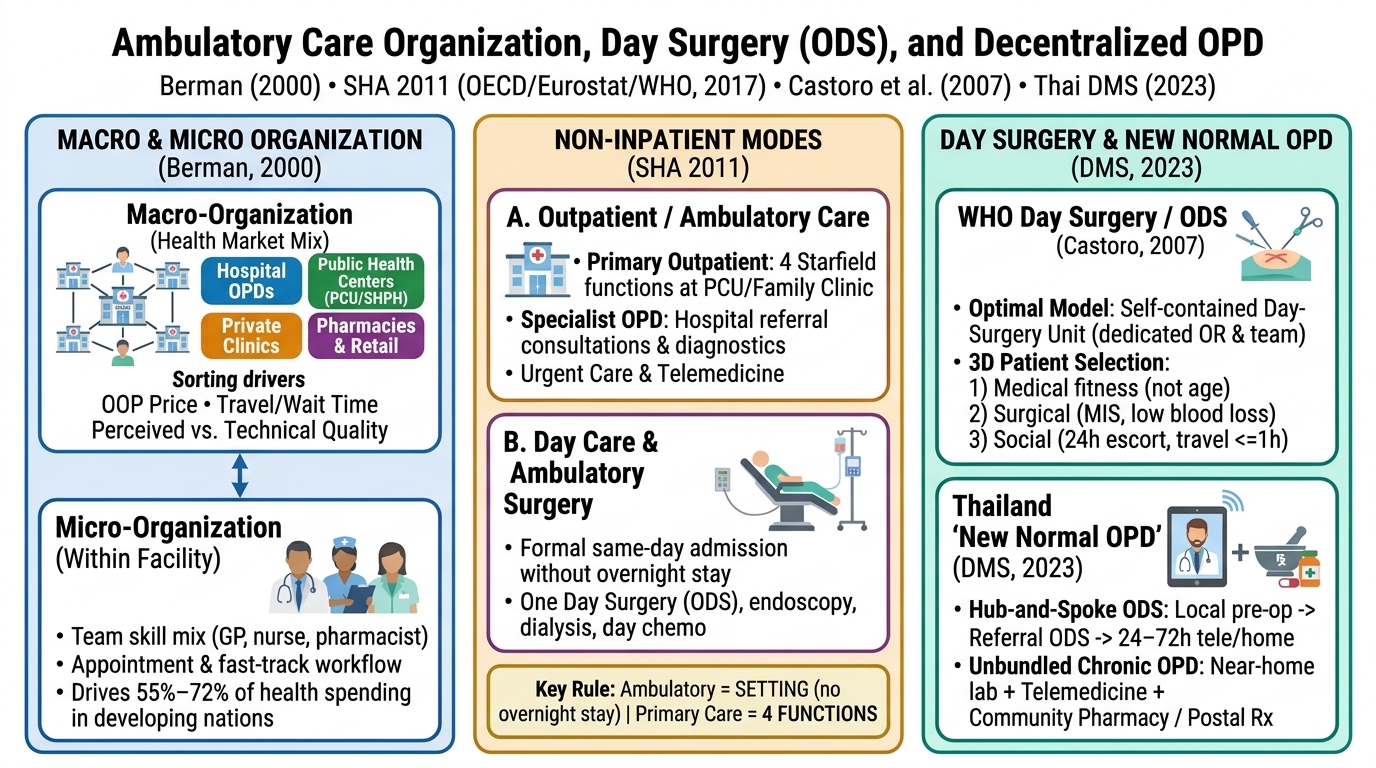 Ambulatory Care Organization, Day Surgery (ODS), and Decentralized OPD
Berman (2000) • SHA 2011 (OECD/Eurostat/WHO, 2017) • Castoro et al. (2007) • Thai DMS (2023)
MACRO & MICRO ORGANIZATION
(Berman, 2000)
Macro-Organization
(Health Market Mix)
Hospital
OPDs
Public Health
Centers
(PCU/SHPH)
Private
Clinics
Pharmacies
& Retail
Sorting drivers
OOP Price • Travel/Wait Time
Perceived vs. Technical Quality
Micro-Organization
(Within Facility)
• Team skill mix (GP, nurse, pharmacist)
• Appointment & fast-track workflow
• Drives 55%–72% of health spending
in developing nations
NON-INPATIENT MODES
(SHA 2011)
A. Outpatient / Ambulatory Care
• Primary Outpatient: 4 Starfield
functions at PCU/Family Clinic
• Specialist OPD: Hospital referral
consultations & diagnostics
• Urgent Care & Telemedicine
B. Day Care &
Ambulatory
Surgery
• Formal same-day admission
without overnight stay
• One Day Surgery (ODS), endoscopy,
dialysis, day chemo
Key Rule: Ambulatory = SETTING (no
overnight stay) | Primary Care = 4 FUNCTIONS
DAY SURGERY & NEW NORMAL OPD
(DMS, 2023)
WHO Day Surgery / ODS
(Castoro, 2007)
• Optimal Model: Self-contained Day-
Surgery Unit (dedicated OR & team)
• 3D Patient Selection:
1) Medical fitness (not age)
2) Surgical (MIS, low blood loss)
3) Social (24h escort, travel <=1h)
Thailand
‘New Normal OPD’
(DMS, 2023)
℞
• Hub-and-Spoke ODS: Local pre-op ->
Referral ODS -> 24–72h tele/home
• Unbundled Chronic OPD: Near-home
lab + Telemedicine +
Community Pharmacy / Postal Rx